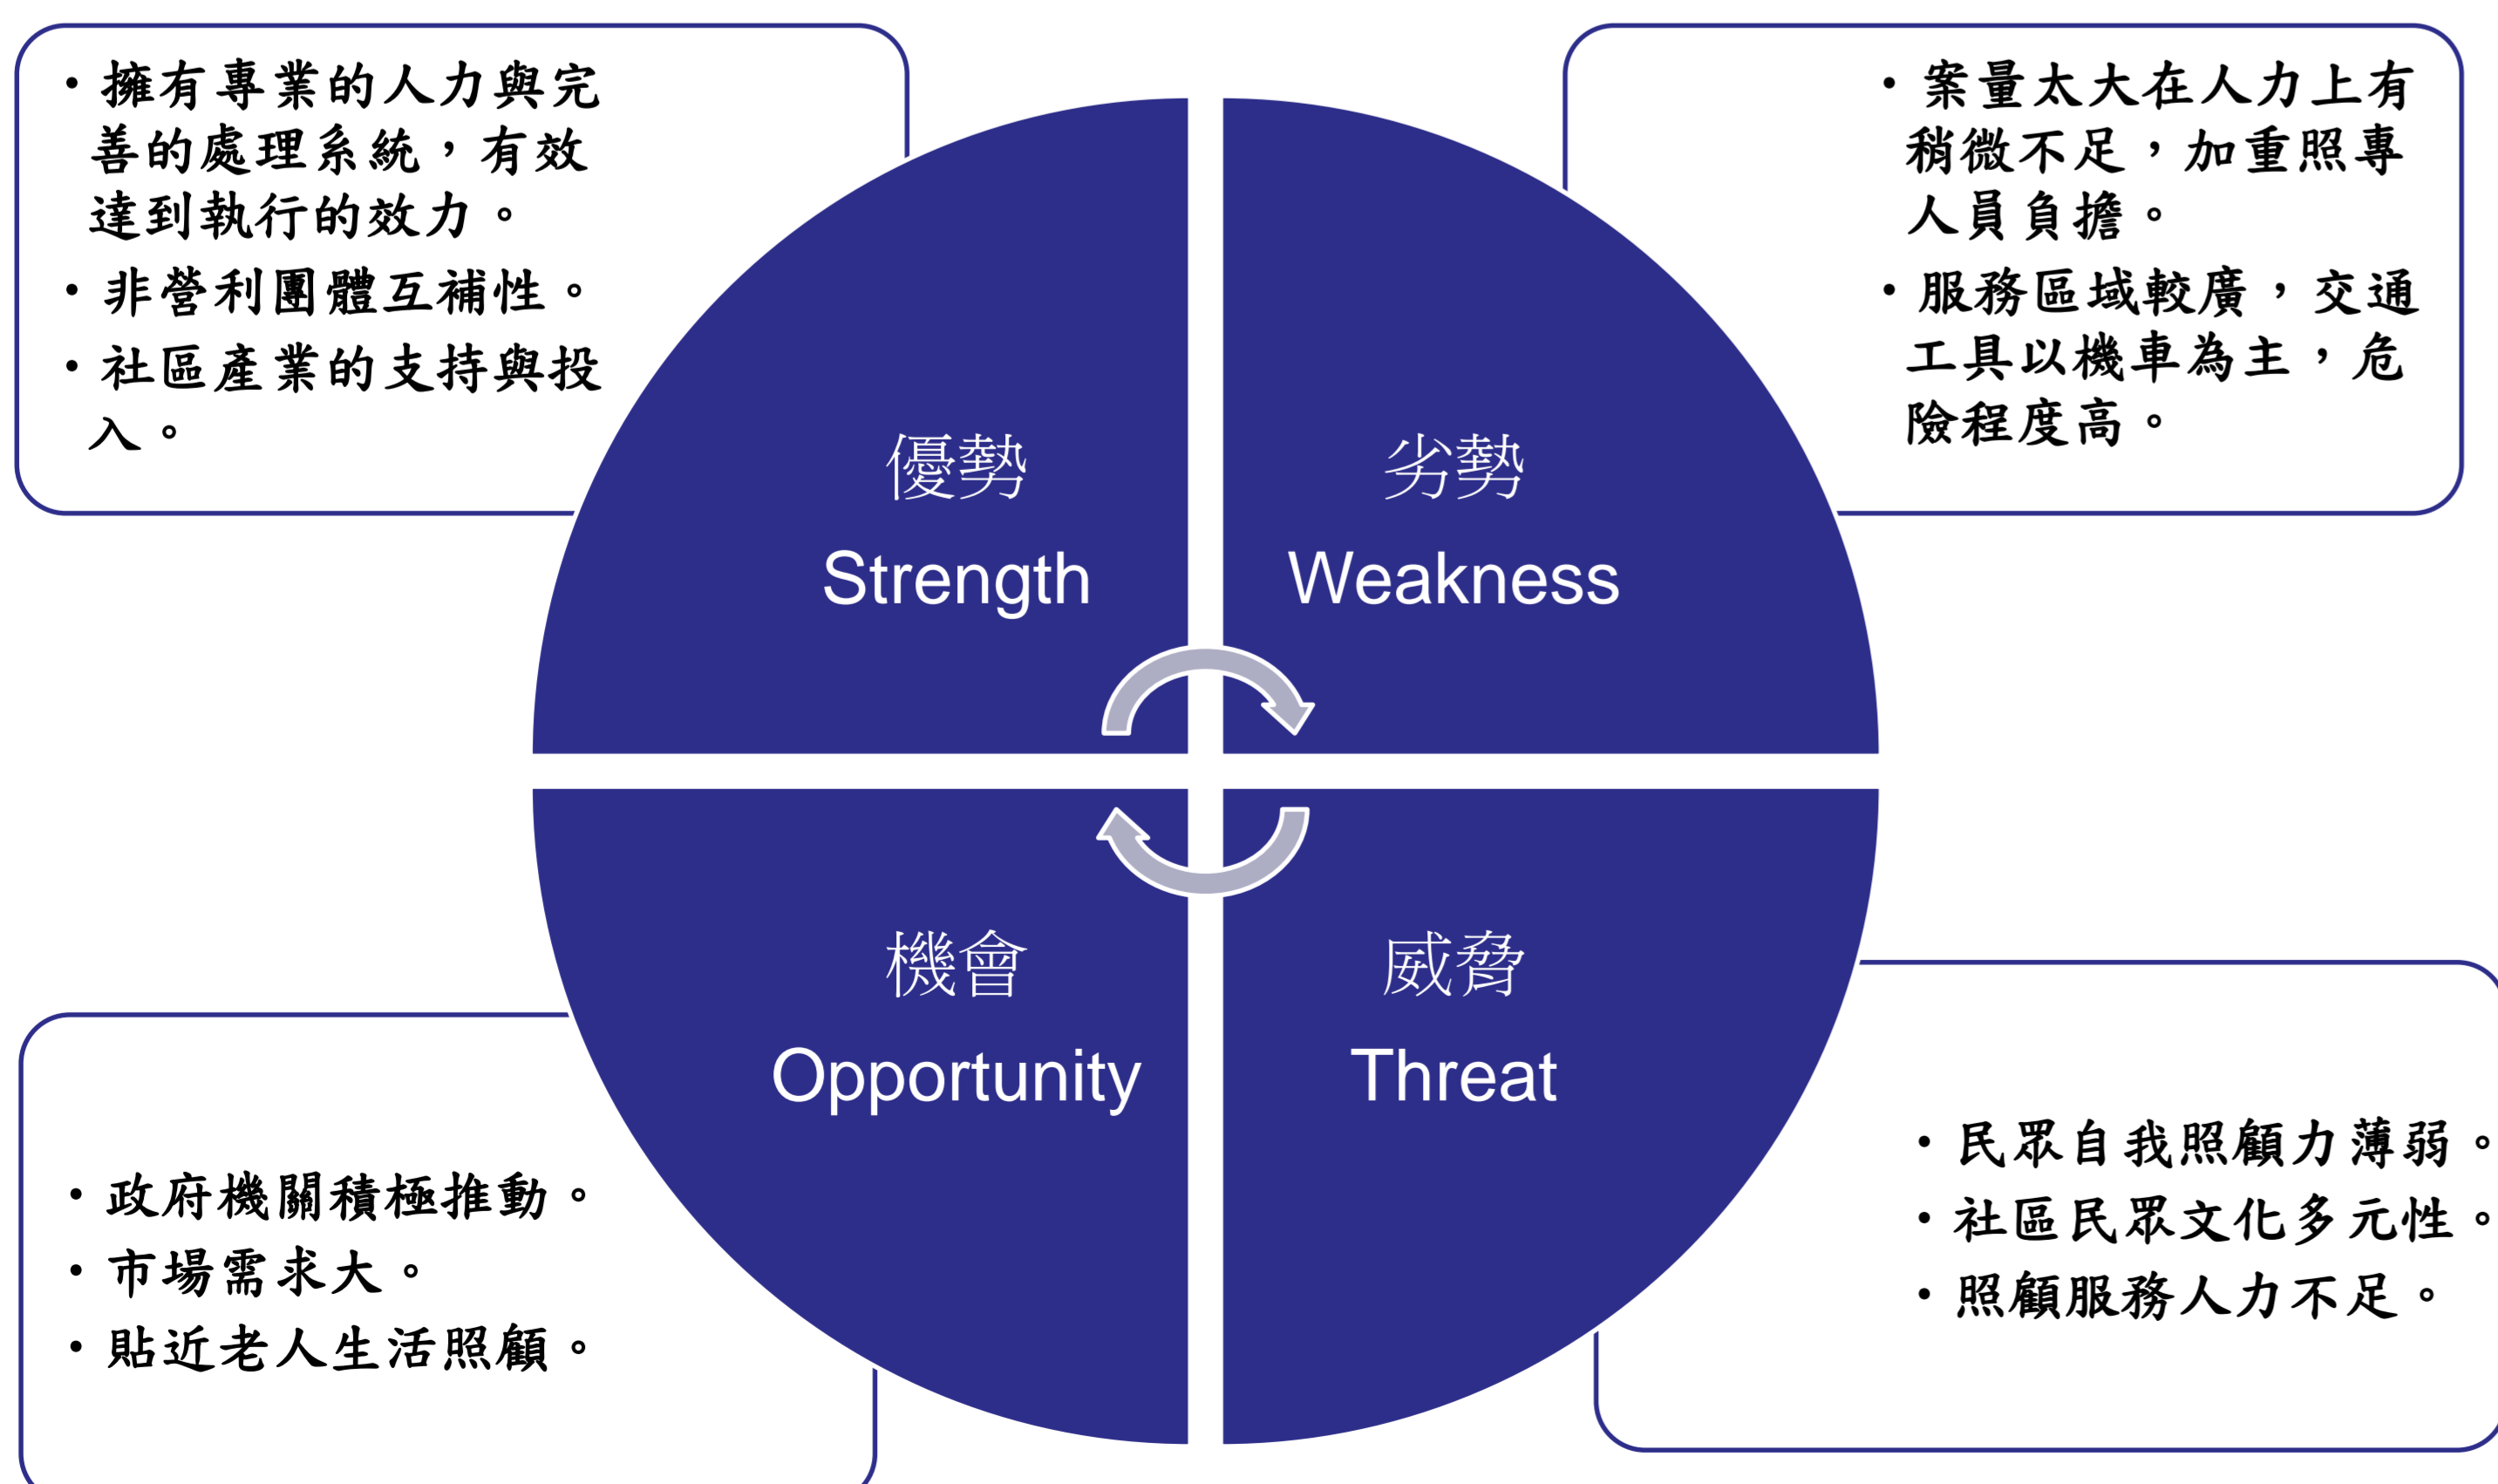 ・擁有專業的人力與完
善的處理系統，有效
達到執行的效力。
・非營利團體互補性。
・社區產業的支持與投
入。
・案量太大在人力上有
稍微不足，加重照專
人員負擔。
・服務區域較廣，交通
工具以機車為主，危
險程度高。
優勢
Strength
劣勢
Weakness
機會
Opportunity
威脅
Threat
・政府機關積極推動。
・市場需求大。
・貼近老人生活照顧。
・民眾自我照顧力薄弱。
・社區民眾文化多元性。
・照顧服務人力不足。